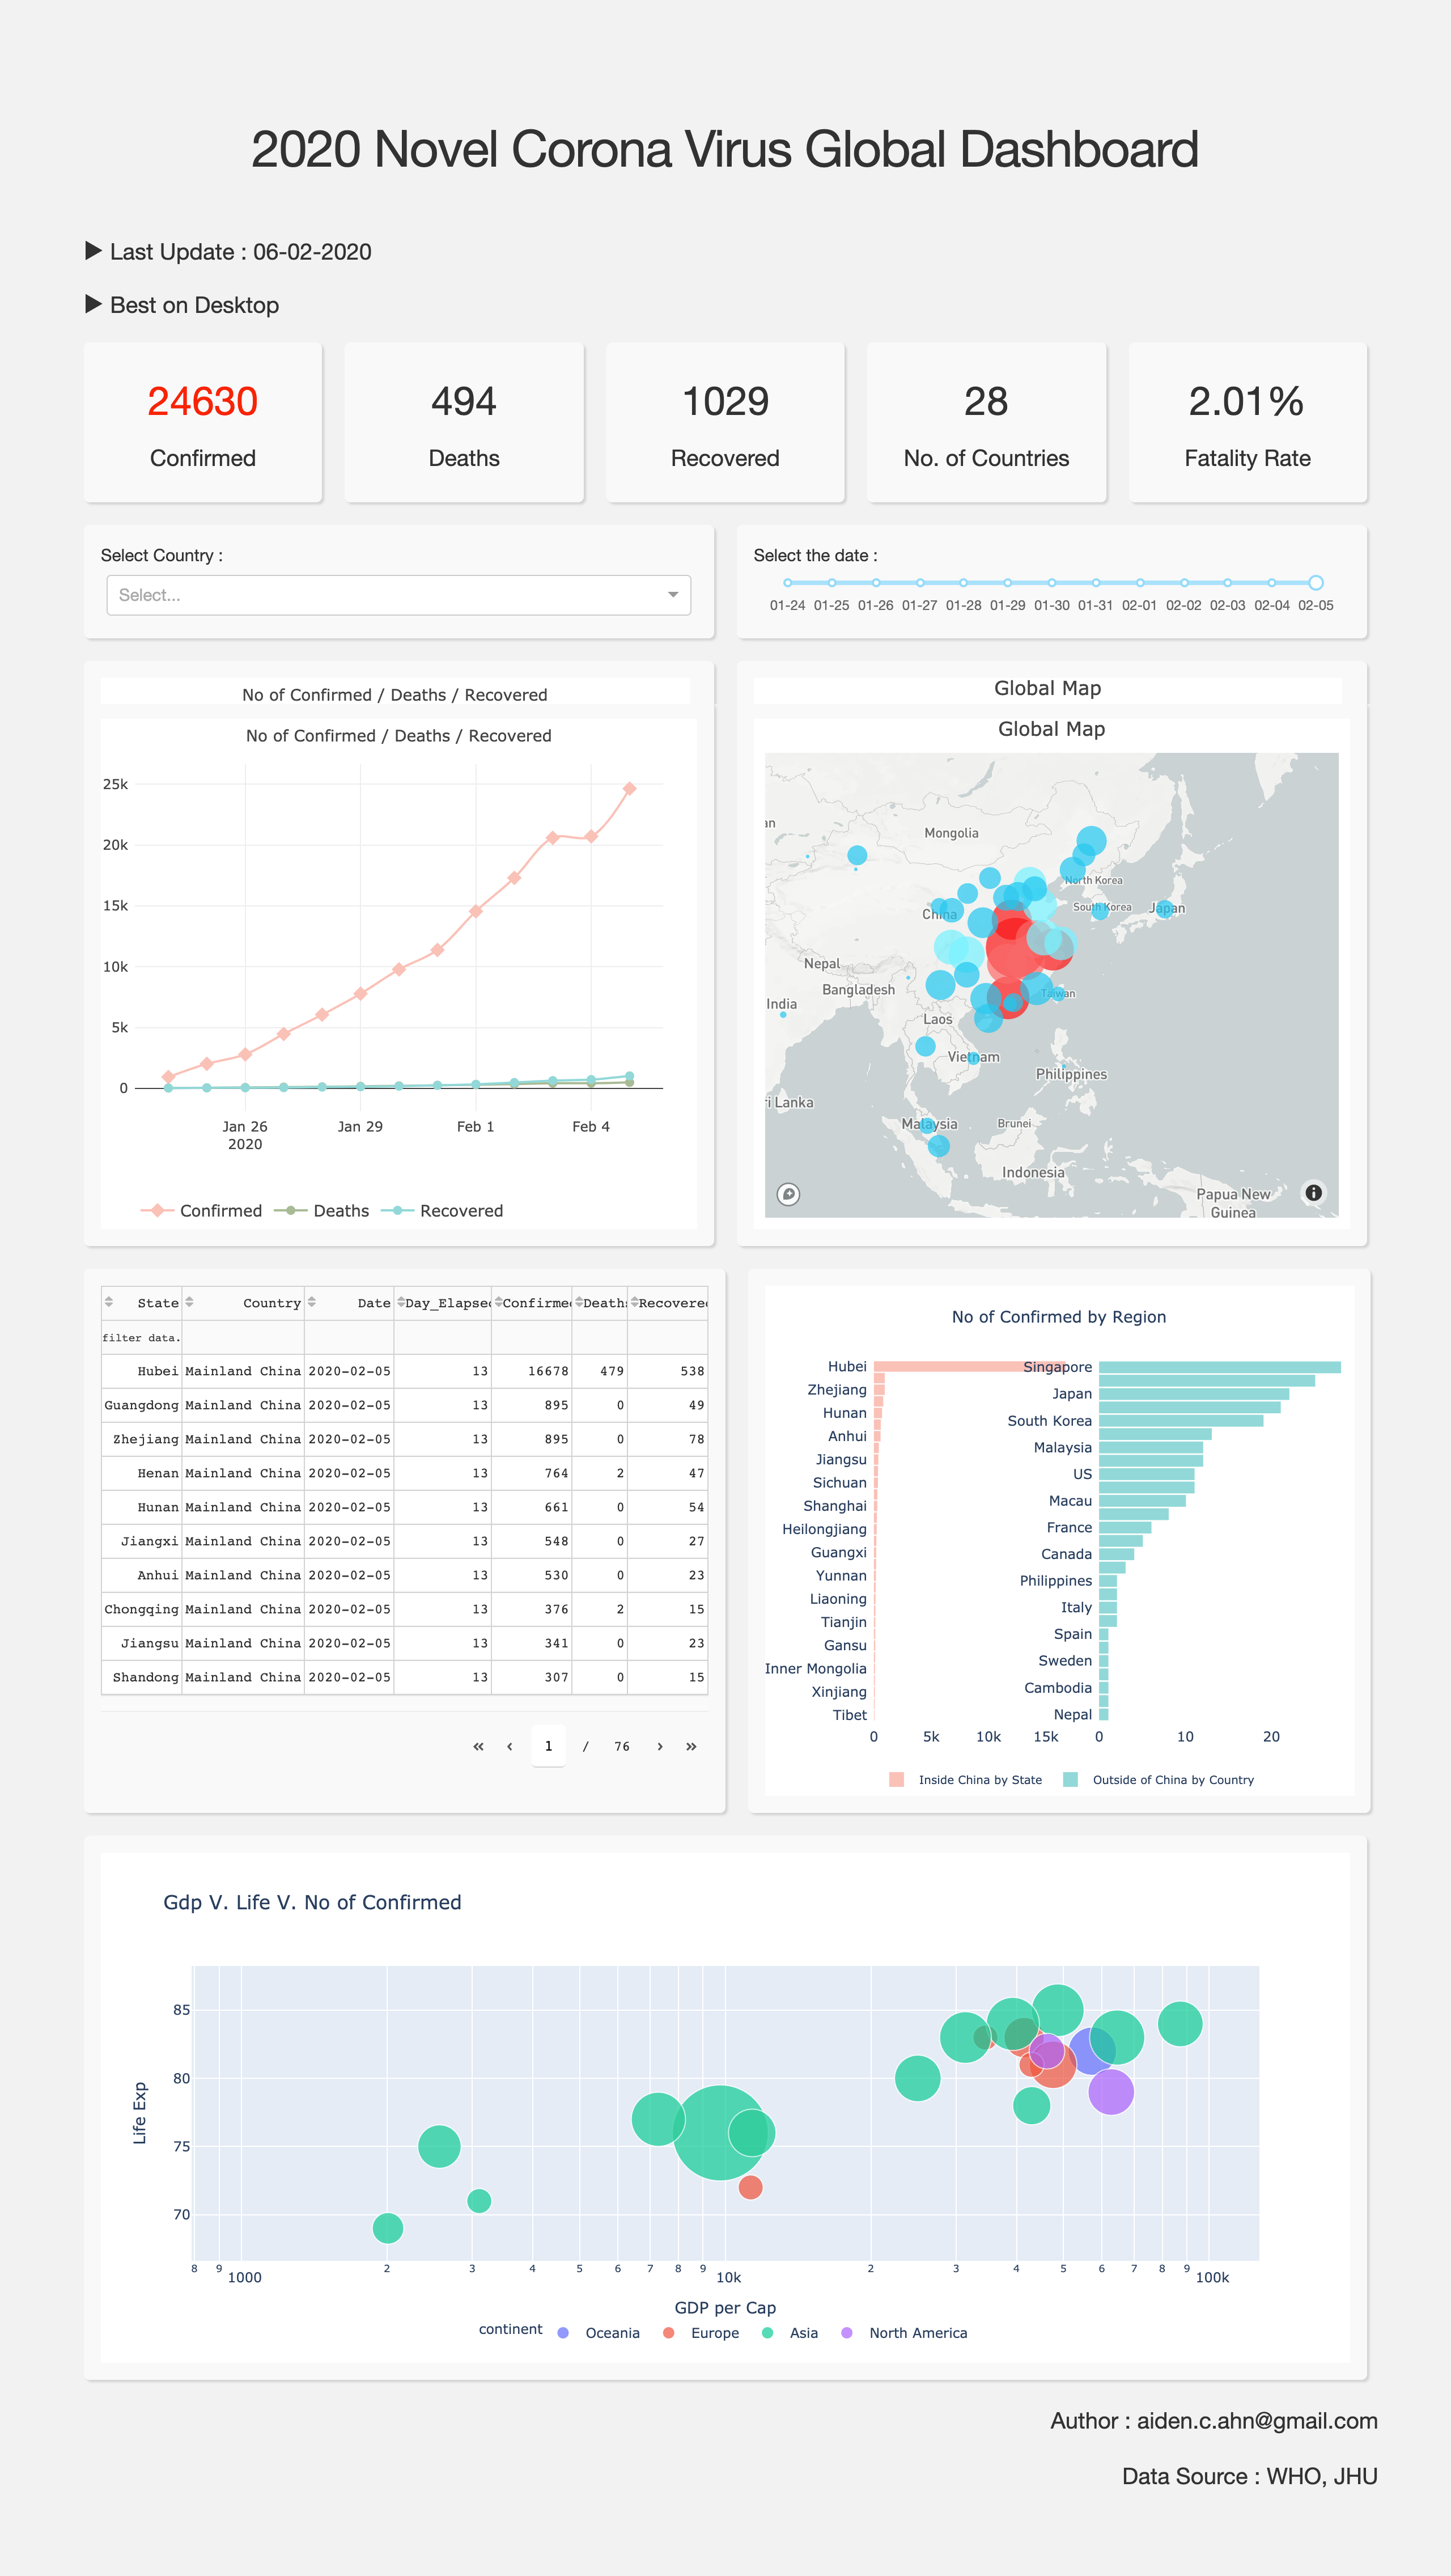 2020 Novel Corona Virus Global Dashboard
▶ Last Update : 06-02-2020
▶ Best on Desktop
24630
Confirmed
494
Deaths
1029
Recovered
28
No. of Countries
2.01%
Fatality Rate
Select Country :
Select...
Select the date :
01-24 01-25 01-26 01-27 01-28 01-29 01-30 01-31 02-01 02-02 02-03 02-04 02-05
No of Confirmed / Deaths / Recovered
No of Confirmed / Deaths / Recovered
25k
20k
15k
10k
5k
0
Jan 26 Jan 29 Feb 1 Feb 4
2020
Confirmed Deaths Recovered
Global Map
Global Map
an
Mongolia
North Korea
South Korea
Japan
China
Nepal
Bangladesh
Taiwan
India
Laos
Vietnam
Philippines
ri Lanka
Malaysia
Brunei
Indonesia
Papua New
Guinea
State Country Date Day_Elapsed Confirme Death Recovere
filter data.
Hubei Mainland China 2020-02-05 13 16678 479 538
Guangdong Mainland China 2020-02-05 13 895 0 49
Zhejiang Mainland China 2020-02-05 13 895 0 78
Henan Mainland China 2020-02-05 13 764 2 47
Hunan Mainland China 2020-02-05 13 661 0 54
Jiangxi Mainland China 2020-02-05 13 548 0 27
Anhui Mainland China 2020-02-05 13 530 0 23
Chongqing Mainland China 2020-02-05 13 376 2 15
Jiangsu Mainland China 2020-02-05 13 341 0 23
Shandong Mainland China 2020-02-05 13 307 0 15
« ‹ 1 / 76 › »
No of Confirmed by Region
Hubei
Zhejiang
Hunan
Anhui
Jiangsu
Sichuan
Shanghai
Heilongjiang
Guangxi
Yunnan
Liaoning
Tianjin
Gansu
Inner Mongolia
Xinjiang
Tibet
0 5k 10k 15k
Singapore
Japan
South Korea
Malaysia
US
Macau
France
Canada
Philippines
Italy
Spain
Sweden
Cambodia
Nepal
0 10 20
Inside China by State Outside of China by Country
Gdp V. Life V. No of Confirmed
Life Exp
85
80
75
70
8 9 1000 2 3 4 5 6 7 8 9 10k 2 3 4 5 6 7 8 9 100k
GDP per Cap
continent Oceania Europe Asia North America
Author : aiden.c.ahn@gmail.com
Data Source : WHO, JHU